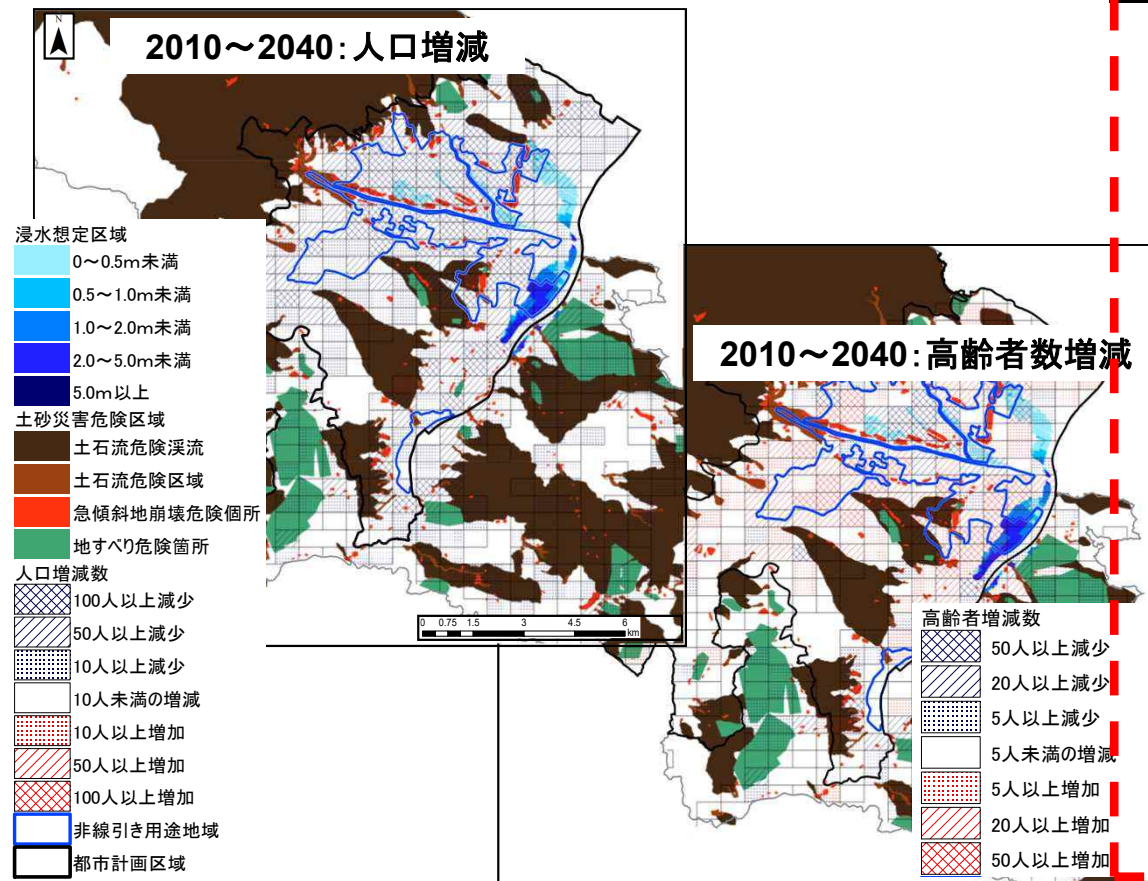 N
2010～2040：人口増減
浸水想定区域
0～0.5m未満
0.5～1.0m未満
1.0～2.0m未満
2.0～5.0m未満
5.0m以上
土砂災害危険区域
土石流危険渓流
土石流危険区域
急傾斜地崩壊危険個所
地すべり危険箇所
人口増減数
100人以上減少
50人以上減少
10人以上減少
10人未満の増減
10人以上増加
50人以上増加
100人以上増加
非線引き用途地域
都市計画区域
0 0.75 1.5 3 4.5 6
km
2010～2040：高齢者数増減
高齢者増減数
50人以上減少
20人以上減少
5人以上減少
5人未満の増減
5人以上増加
20人以上増加
50人以上増加